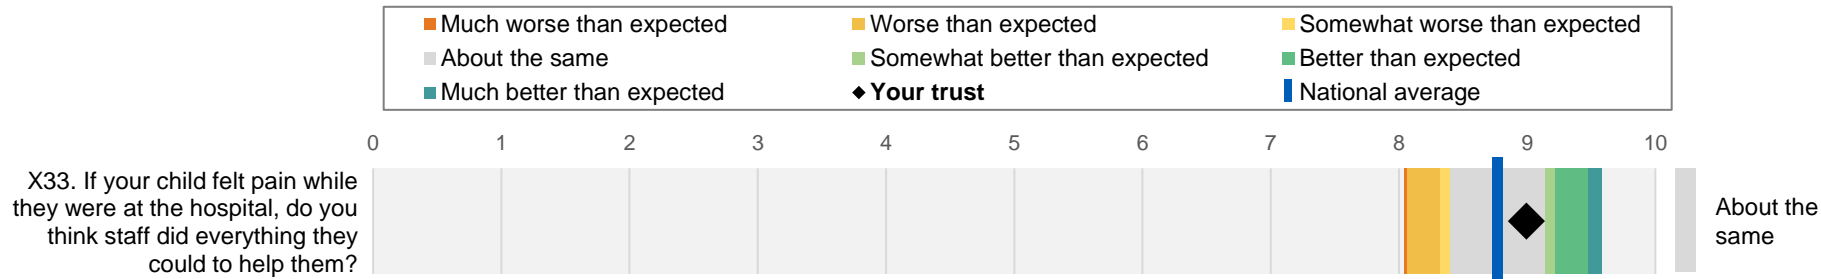 Much worse than expected
Worse than expected
Somewhat worse than expected
About the same
Somewhat better than expected
Better than expected
Much better than expected
Your trust
National average
0 1 2 3 4 5 6 7 8 9 10
X33. If your child felt pain while
they were at the hospital, do you
think staff did everything they
could to help them?
About the
same